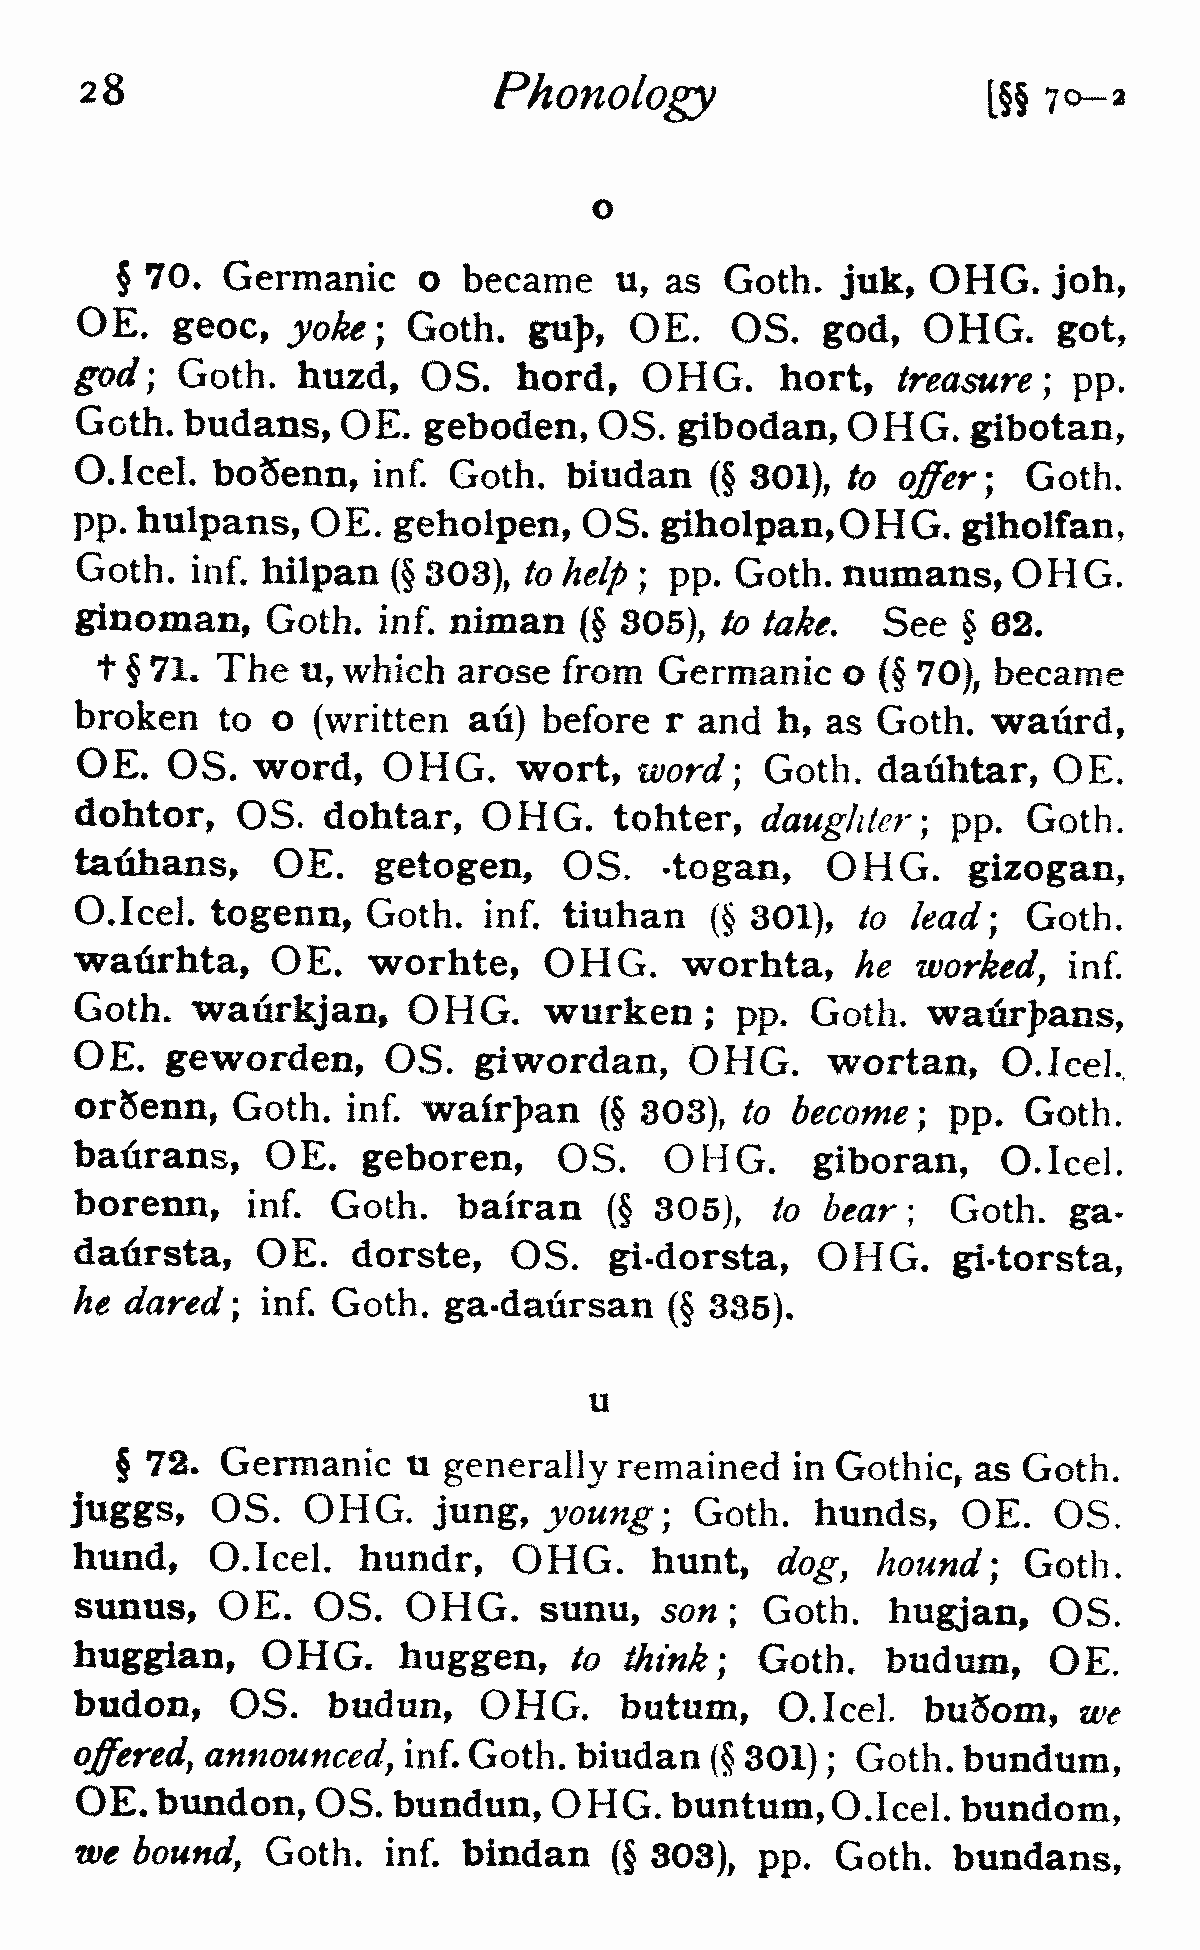 28 Phonology [§§ 70—2
o
§ 70. Germanic o became u, as Goth. juk, OHG. joh,
OE. geoc, yoke; Goth. guþ, OE. OS. god, OHG. got,
god; Goth. huzd, OS. hord, OHG. hort, treasure; pp.
Goth. budans, OE. geboden, OS. gibodan, OHG. gibotan,
O.Icel. boðenn, inf. Goth. biudan (§ 301), to offer; Goth.
pp. hulpans, OE. geholpen, OS. giholpan, OHG. giholfan,
Goth. inf. hilpan (§ 303), to help; pp. Goth. numans, OHG.
ginoman, Goth. inf. niman (§ 305), to take. See § 62.
† § 71. The u, which arose from Germanic o (§ 70), became
broken to o (written aú) before r and h, as Goth. waúrd,
OE. OS. word, OHG. wort, word; Goth. daúhtar, OE.
dohtor, OS. dohtar, OHG. tohter, daughter; pp. Goth.
taúhans, OE. getogen, OS. -togan, OHG. gizogan,
O.Icel. togenn, Goth. inf. tiuhan (§ 301), to lead; Goth.
waúrhta, OE. worhte, OHG. worhta, he worked, inf.
Goth. waúrkjan, OHG. wurken; pp. Goth. waúrþans,
OE. geworden, OS. giwordan, OHG. wortan, O.Icel.
orðenn, Goth. inf. waírþan (§ 303), to become; pp. Goth.
baúrans, OE. geboren, OS. OHG. giboran, O.Icel.
borenn, inf. Goth. baíran (§ 305), to bear; Goth. ga-
daúrsta, OE. dorste, OS. gi-dorsta, OHG. gi-torsta,
he dared; inf. Goth. ga-daúrsan (§ 335).
u
§ 72. Germanic u generally remained in Gothic, as Goth.
juggs, OS. OHG. jung, young; Goth. hunds, OE. OS.
hund, O.Icel. hundr, OHG. hunt, dog, hound; Goth.
sunus, OE. OS. OHG. sunu, son; Goth. hugjan, OS.
huggian, OHG. huggen, to think; Goth. budum, OE.
budon, OS. budun, OHG. butum, O.Icel. buðom, we
offered, announced, inf. Goth. biudan (§ 301); Goth. bundum,
OE. bundon, OS. bundun, OHG. buntum, O.Icel. bundom,
we bound, Goth. inf. bindan (§ 303), pp. Goth. bundans,